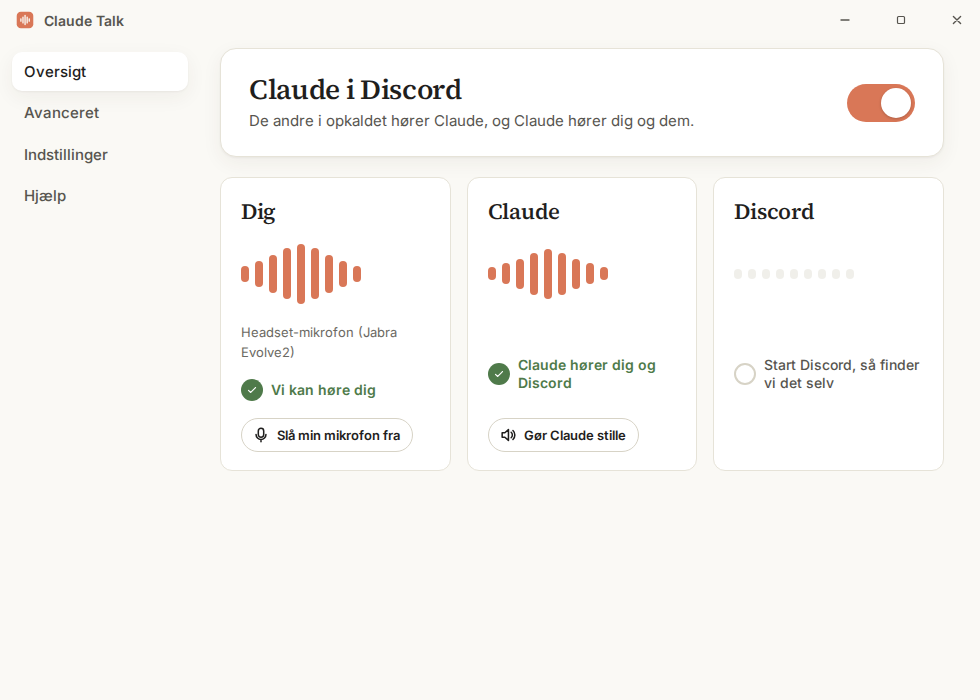 Claude Talk
Oversigt
Avanceret
Indstillinger
Hjælp
Claude i Discord
De andre i opkaldet hører Claude, og Claude hører dig og dem.
Dig
Headset-mikrofon (Jabra
Evolve2)
Vi kan høre dig
Slå min mikrofon fra
Claude
Claude hører dig og
Discord
Gør Claude stille
Discord
Start Discord, så finder
vi det selv